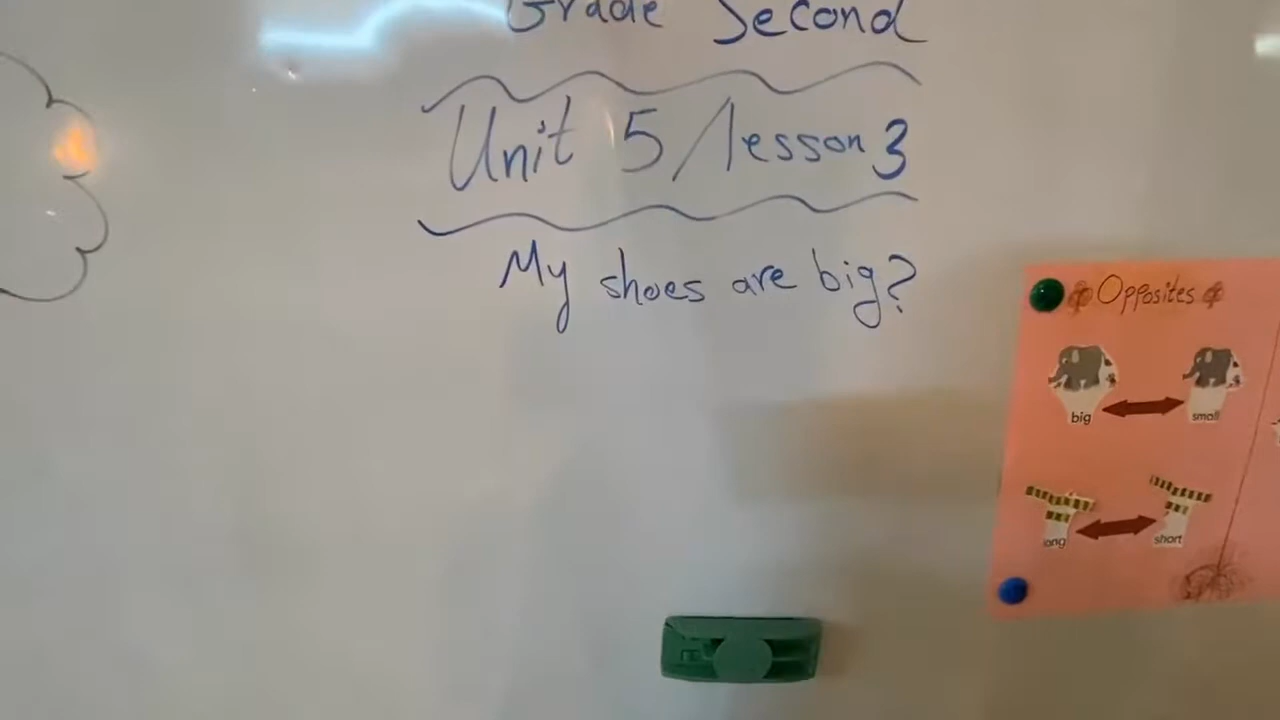 Grade Second
Unit 5/lesson 3
My shoes are big?
Opposites
big small
long short